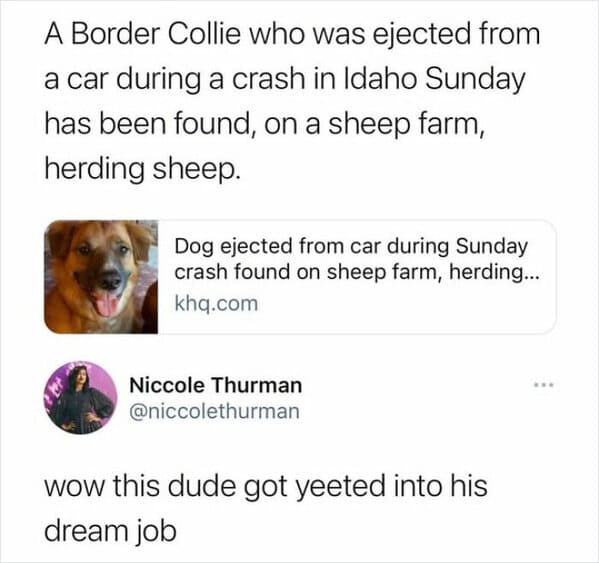 A Border Collie who was ejected from
a car during a crash in Idaho Sunday
has been found, on a sheep farm,
herding sheep.
Dog ejected from car during Sunday
crash found on sheep farm, herding...
khq.com
Niccole Thurman
@niccolethurman
wow this dude got yeeted into his
dream job